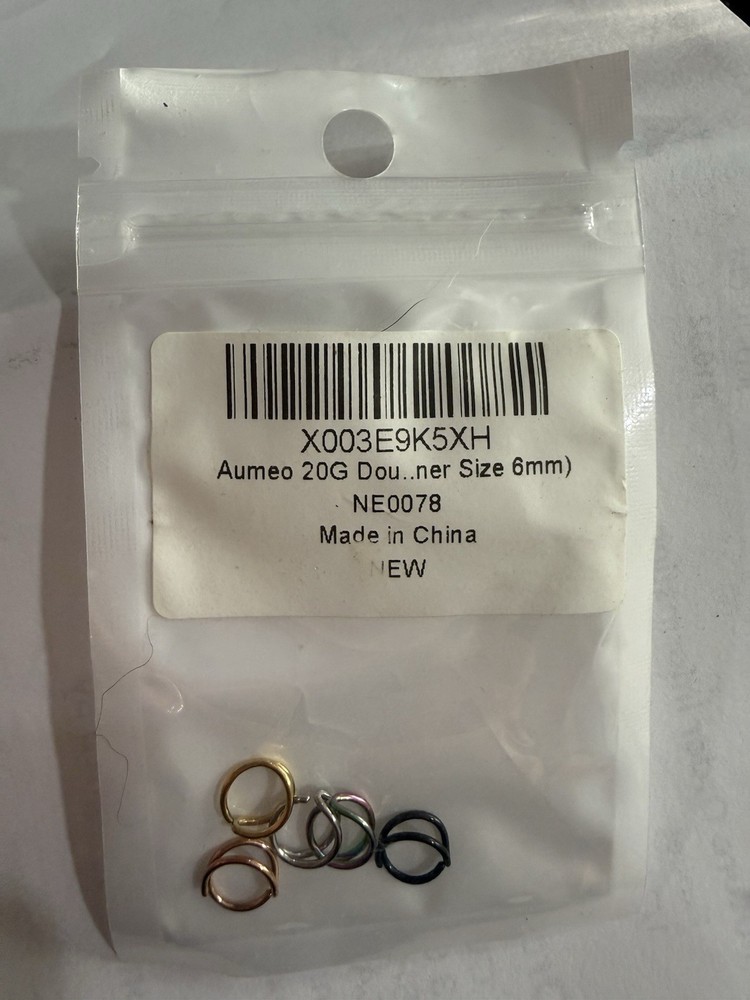 X003E9K5XH
Aumeo 20G Dou..ner Size 6mm)
NE0078
Made in China
NEW